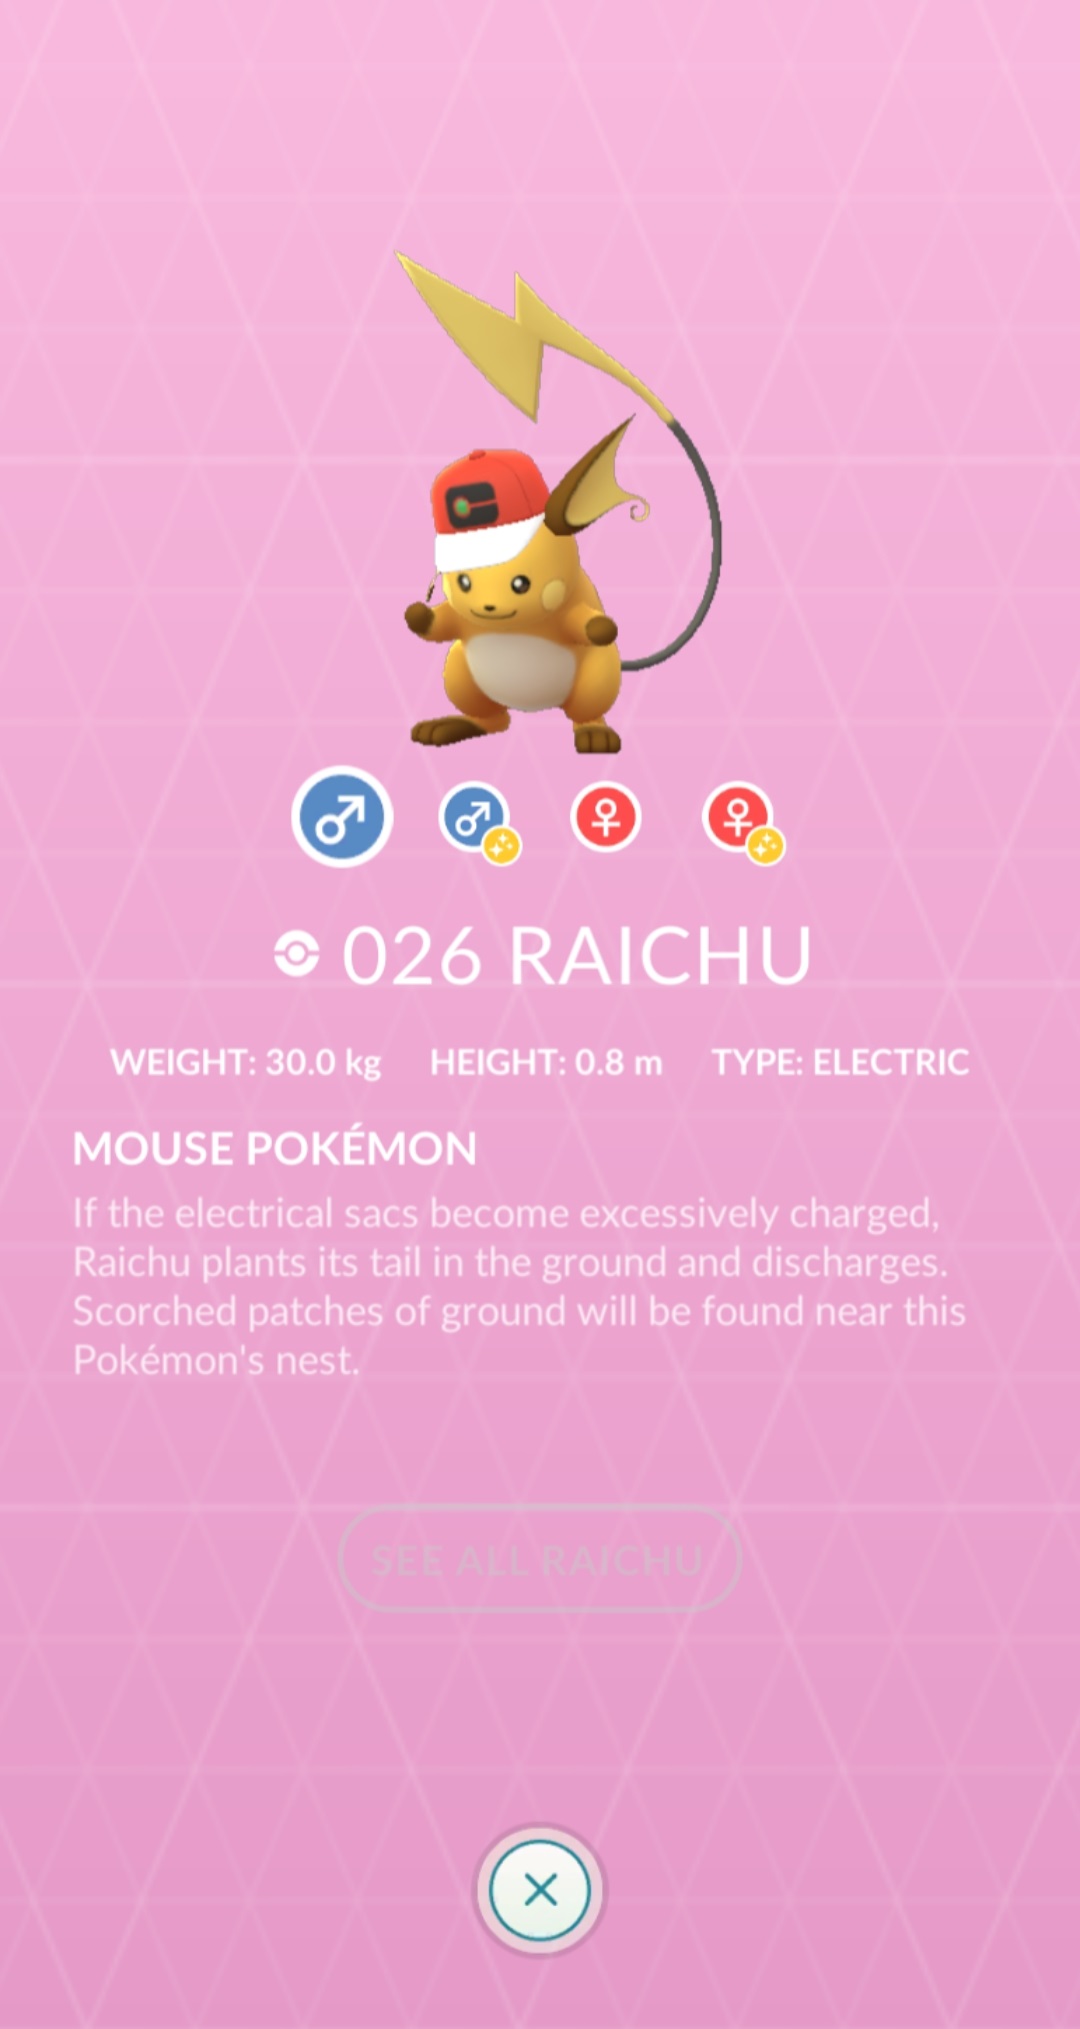 026 RAICHU
WEIGHT: 30.0 kg HEIGHT: 0.8 m TYPE: ELECTRIC
MOUSE POKÉMON
If the electrical sacs become excessively charged,
Raichu plants its tail in the ground and discharges.
Scorched patches of ground will be found near this
Pokémon's nest.
SEE ALL RAICHU